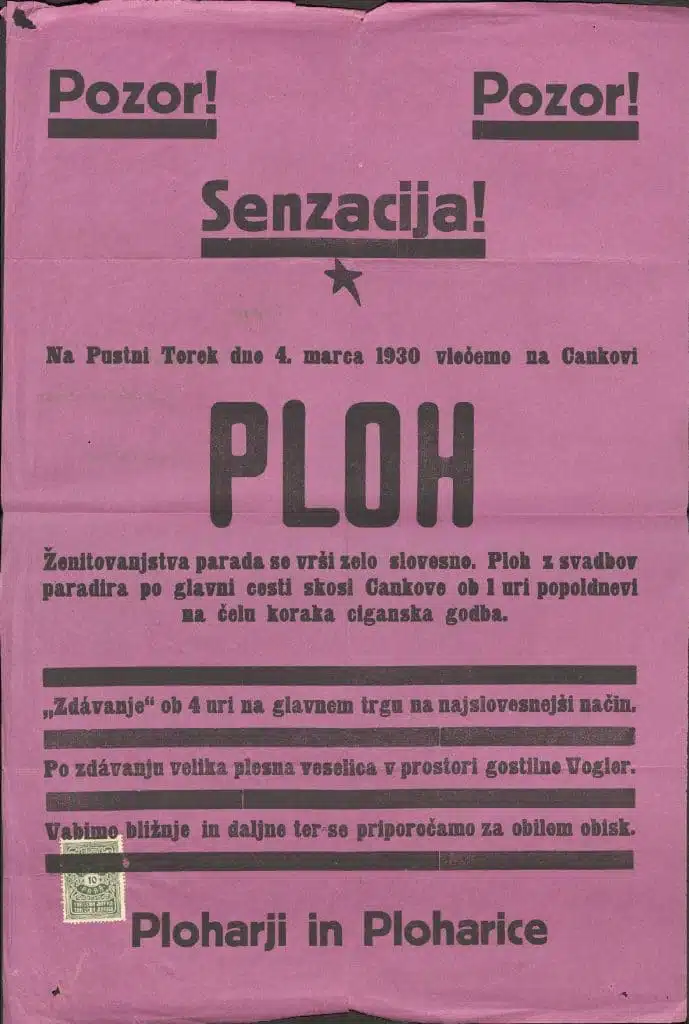 Pozor! Pozor!
Senzacija!
Na Pustni Torek dne 4. marca 1930 vlečemo na Cankovi
PLOH
Ženitovanjstva parada se vrši zelo slovesno. Ploh z svadbov
paradira po glavni cesti skosi Cankove ob 1 uri popoldnevi
na čelu koraka ciganska godba.
„Zdávanje“ ob 4 uri na glavnem trgu na najslovesnejši način.
Po zdávanju velika plesna veselica v prostori gostilne Vogler.
Vabimo bližnje in daljne ter se priporočamo za obilem obisk.
10
Ploharji in Ploharice